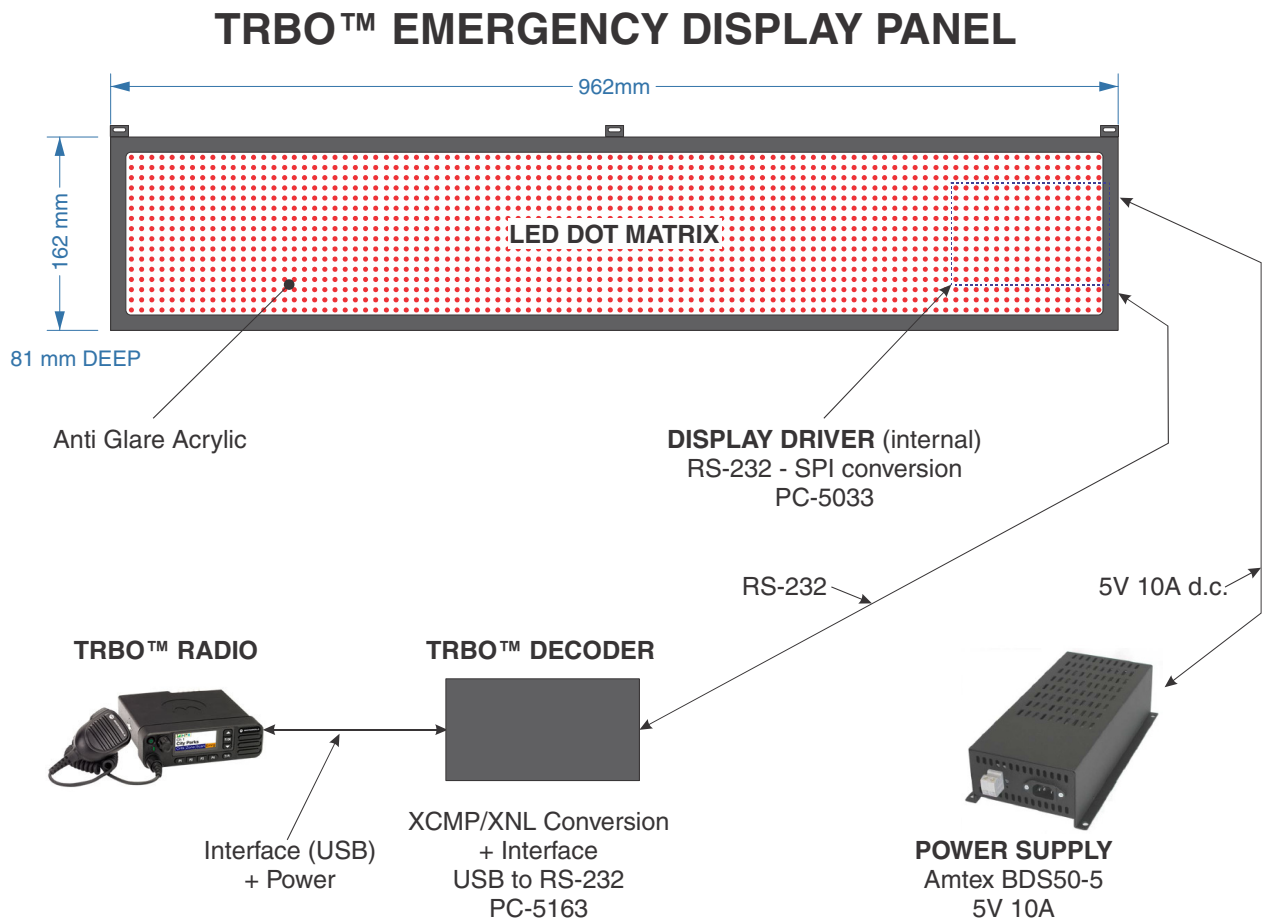 TRBO™ EMERGENCY DISPLAY PANEL
962mm
162 mm
LED DOT MATRIX
81 mm DEEP
Anti Glare Acrylic
DISPLAY DRIVER (internal)
RS-232 - SPI conversion
PC-5033
RS-232
5V 10A d.c.
TRBO™ RADIO
TRBO™ DECODER
City Parks
Interface (USB)
+ Power
XCMP/XNL Conversion
+ Interface
USB to RS-232
PC-5163
POWER SUPPLY
Amtex BDS50-5
5V 10A